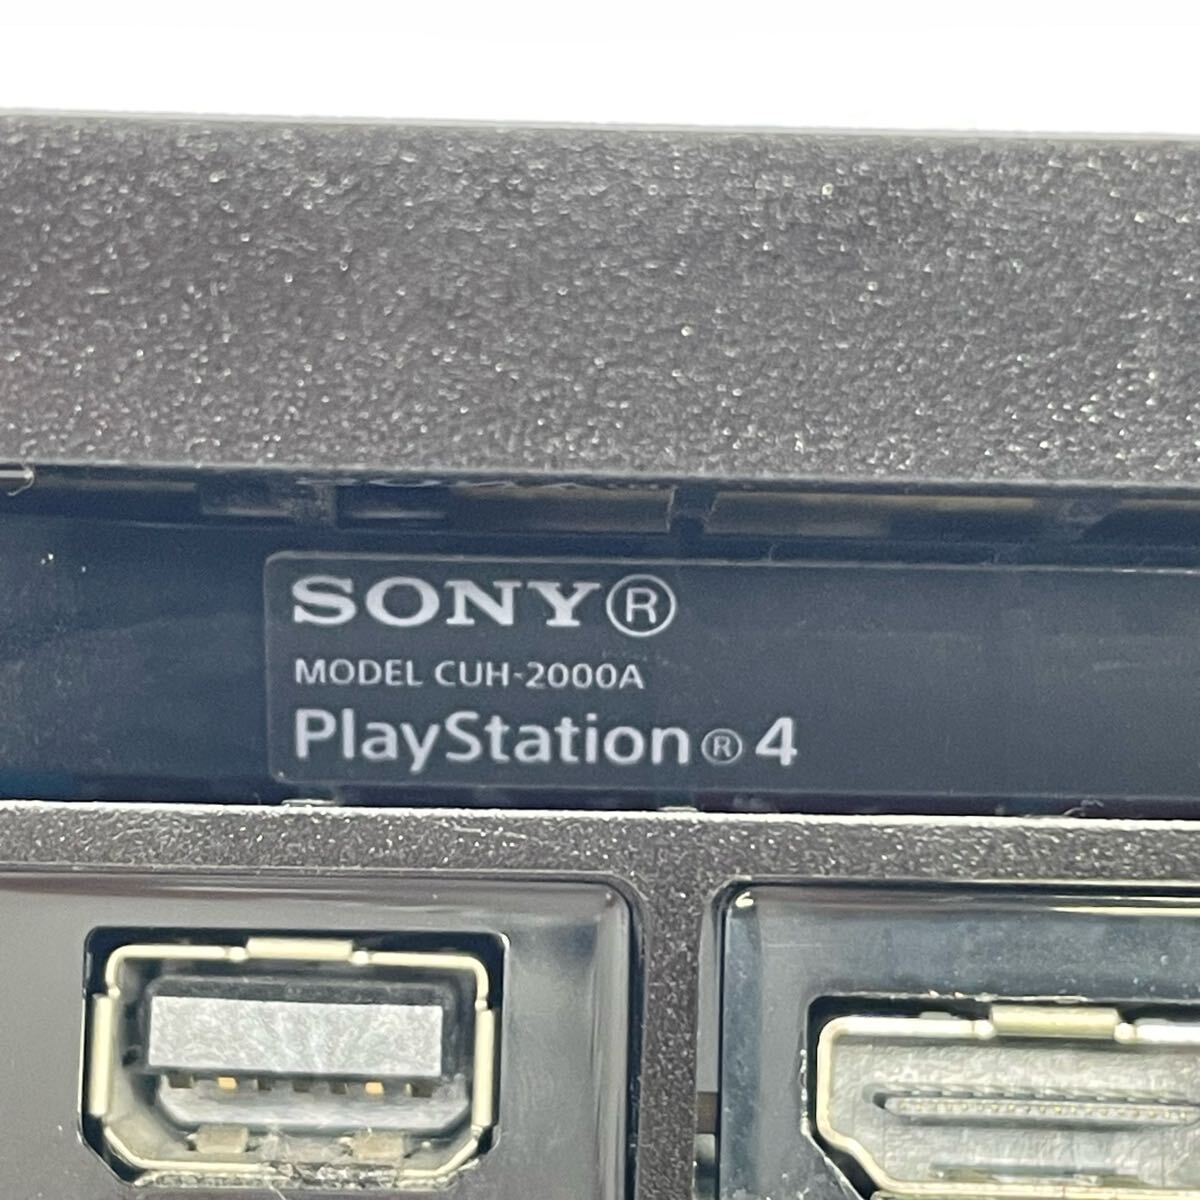 SONY®
MODEL CUH-2000A
PlayStation®4